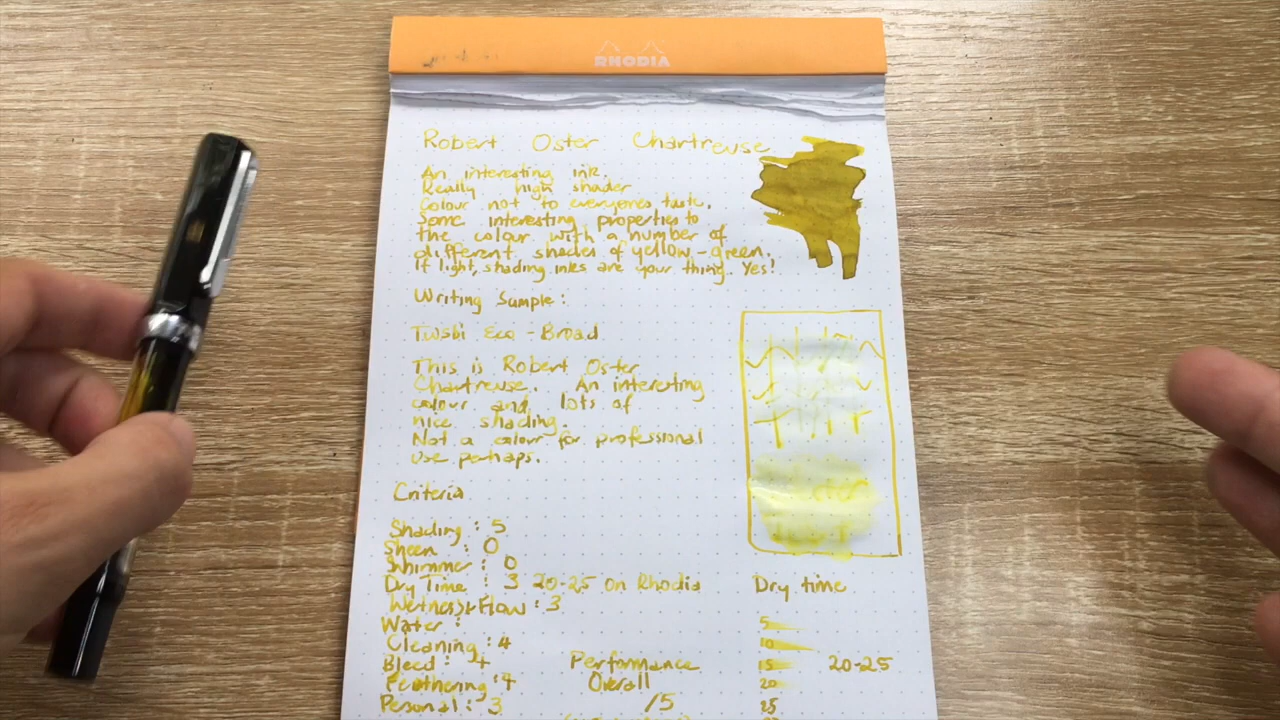 RHODIA
Robert Oster Chartreuse
An interesting ink.
Really high shader
Colour not to everyones taste.
Some interesting properties to
the colour with a number of
different shades of yellow-green.
If light, shading inks are your thing. Yes!
Writing Sample:
Twsbi Eco - Broad
This is Robert Oster
Chartreuse. An interesting
colour and lots of
nice shading.
Not a colour for professional
use perhaps.
Criteria
Shading : 5
Sheen : 0
Shimmer : 0
Dry Time : 3 20-25 on Rhodia
Wetness+Flow : 3
Water :
Cleaning : 4
Bleed : 4
Feathering : 4
Personal : 3
Performance
Overall
/5
Dry time
5
10
15
20
25
20-25